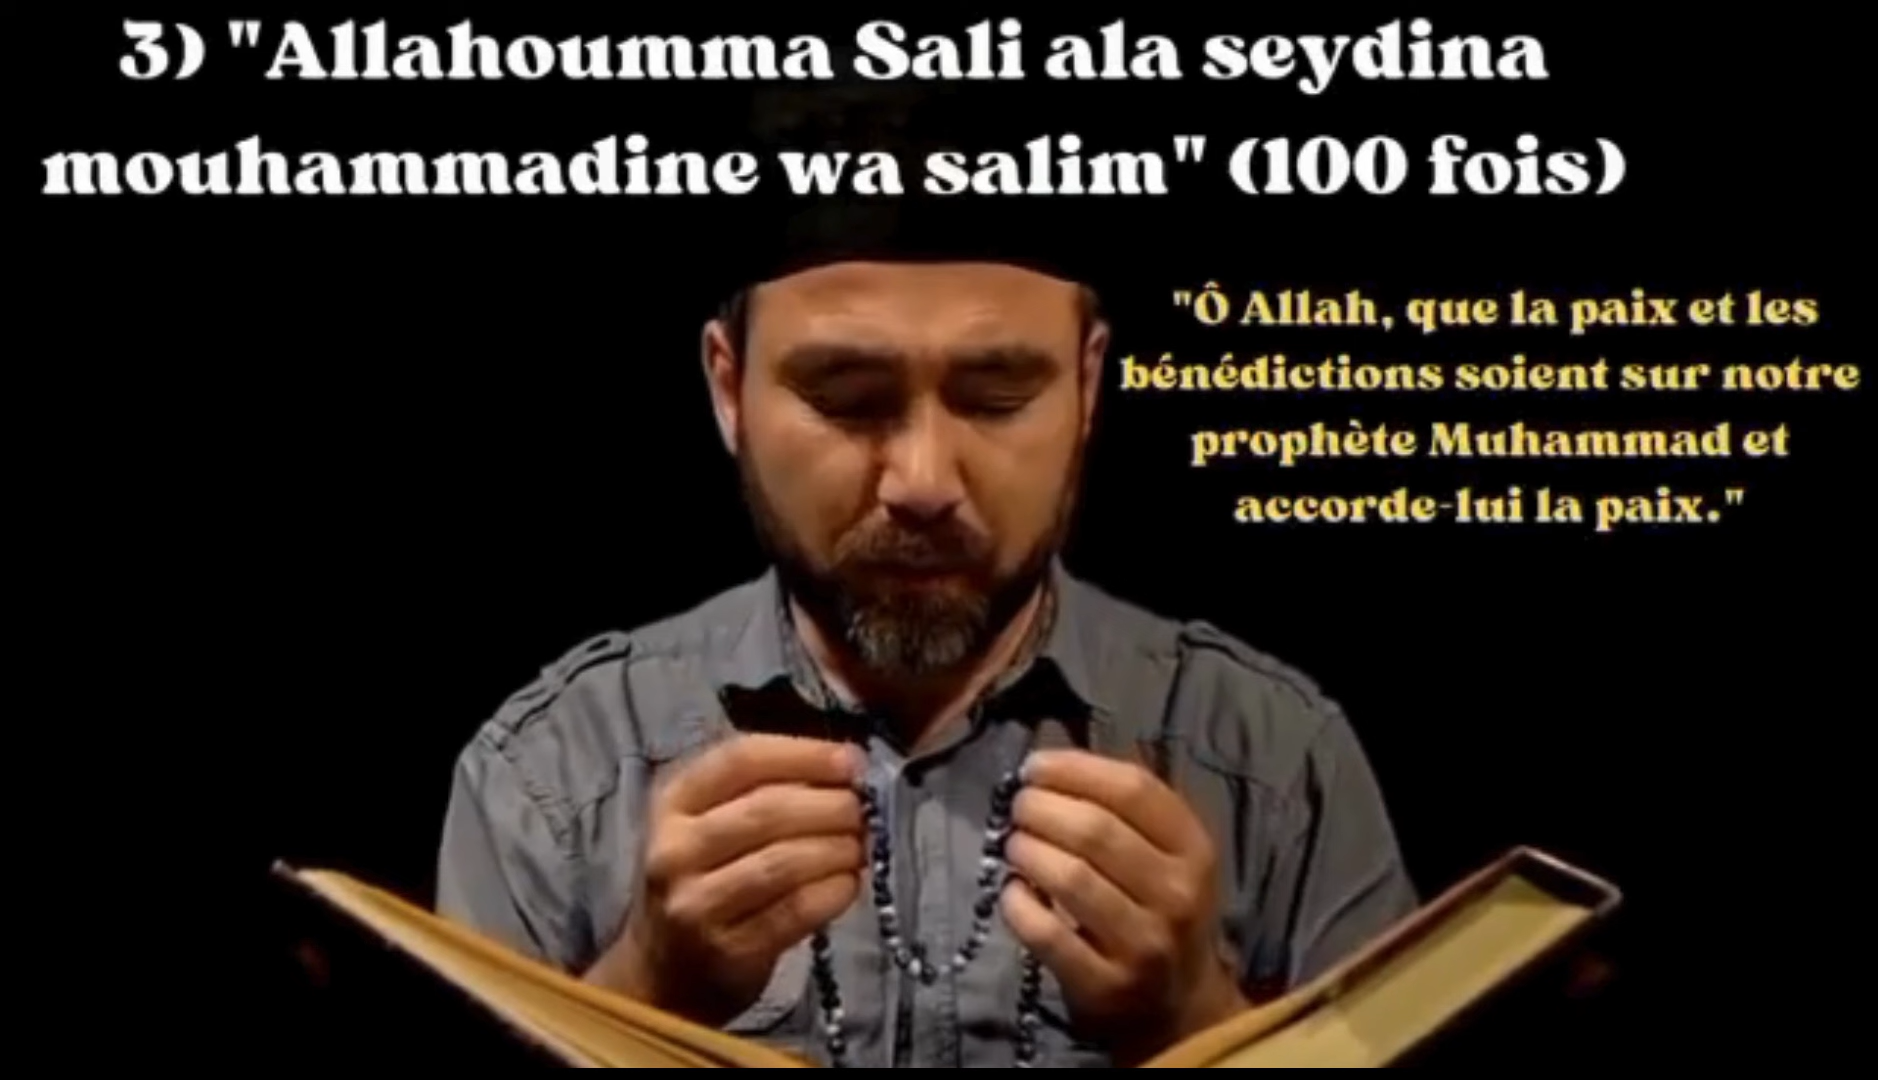 3) "Allahoumma Sali ala seydina
mouhammadine wa salim" (100 fois)
"Ô Allah, que la paix et les
bénédictions soient sur notre
prophète Muhammad et
accorde-lui la paix."